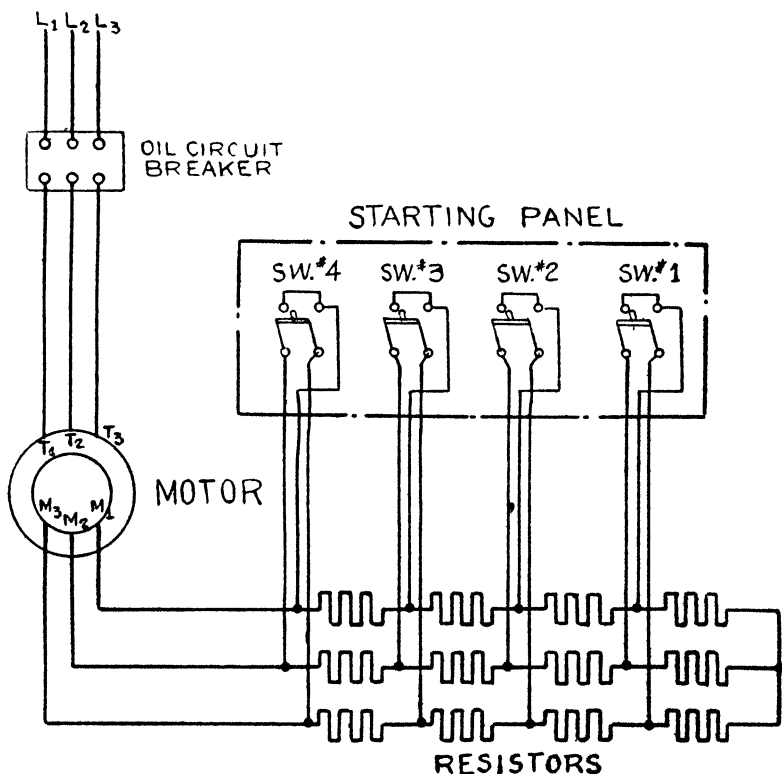 L1 L2 L3
OIL CIRCUIT
BREAKER
STARTING PANEL
SW.#4 SW.#3 SW.#2 SW.#1
T1 T2 T3
MOTOR
M3 M2 M1
RESISTORS